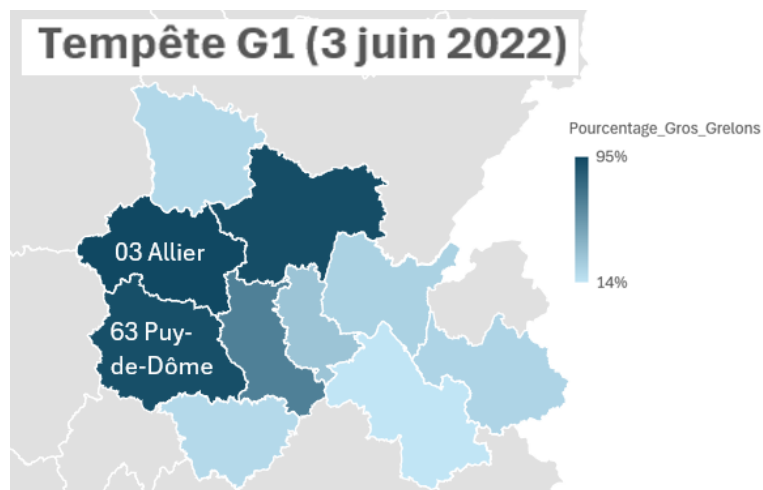 Tempête G1 (3 juin 2022)
Pourcentage_Gros_Grelons
95%
14%
03 Allier
63 Puy-
de-Dôme